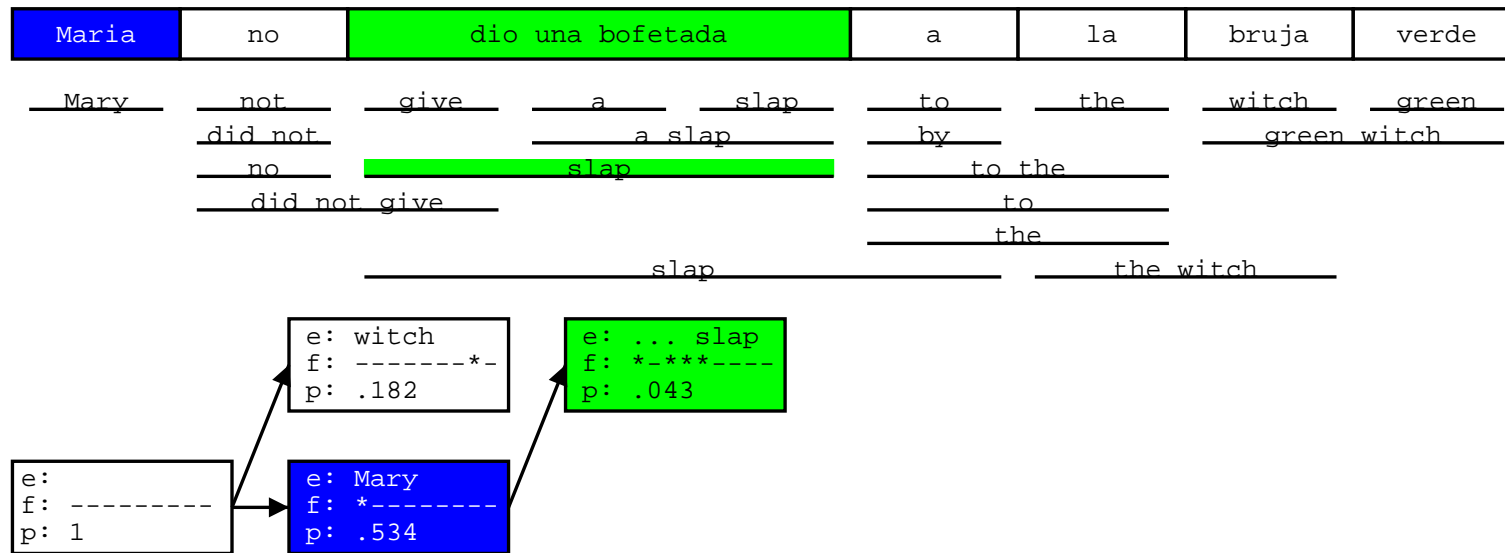 Maria no dio una bofetada a la bruja verde
Mary not give a slap to the witch green
did not a slap by green witch
no slap to the
did not give to
the
slap the witch
e: witch
f: -------*-
p: .182
e: ... slap
f: *-***----
p: .043
e:
f: ---------
p: 1
e: Mary
f: *--------
p: .534